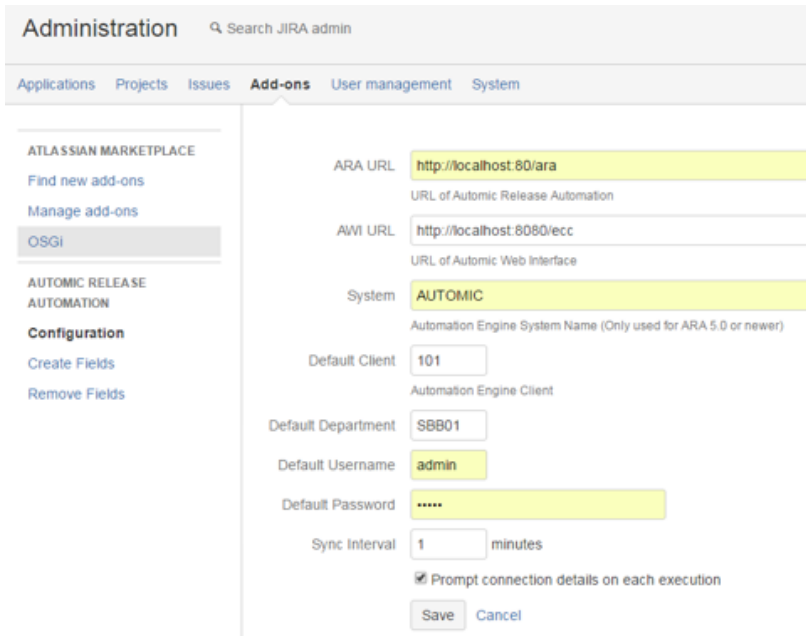 Administration
Search JIRA admin
Applications Projects Issues Add-ons User management System
ATLASSIAN MARKETPLACE
Find new add-ons
Manage add-ons
OSGi
AUTOMIC RELEASE
AUTOMATION
Configuration
Create Fields
Remove Fields
ARA URL http://localhost:80/ara
URL of Automic Release Automation
AWI URL http://localhost:8080/ecc
URL of Automic Web Interface
System AUTOMIC
Automation Engine System Name (Only used for ARA 5.0 or newer)
Default Client 101
Automation Engine Client
Default Department SBB01
Default Username admin
Default Password •••••
Sync Interval 1 minutes
Prompt connection details on each execution
Save Cancel